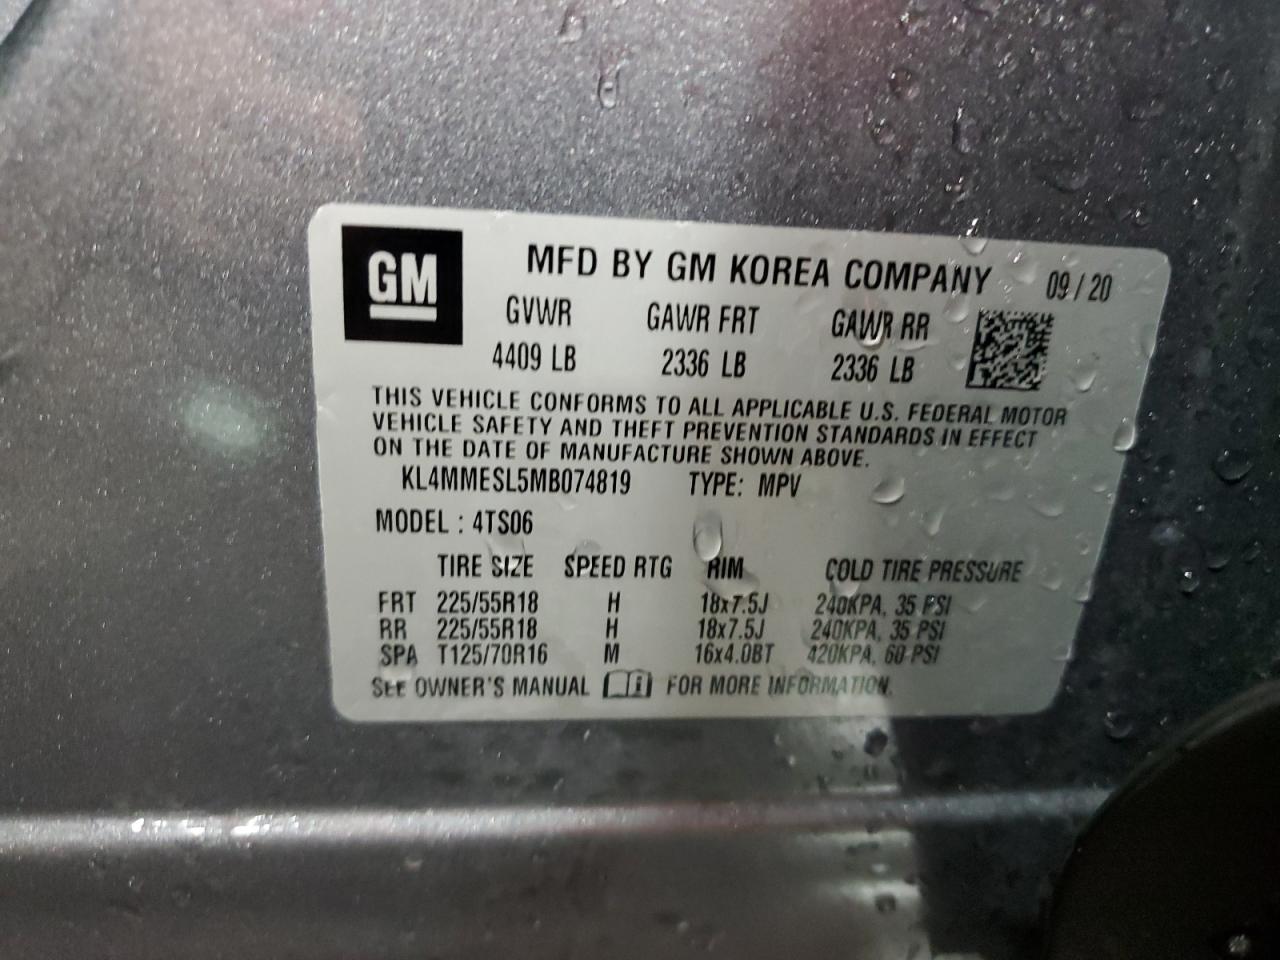 GM
MFD BY GM KOREA COMPANY 09/20
GVWR GAWR FRT GAWR RR
4409 LB 2336 LB 2336 LB
THIS VEHICLE CONFORMS TO ALL APPLICABLE U.S. FEDERAL MOTOR
VEHICLE SAFETY AND THEFT PREVENTION STANDARDS IN EFFECT
ON THE DATE OF MANUFACTURE SHOWN ABOVE.
KL4MMESL5MB074819 TYPE: MPV
MODEL : 4TS06
TIRE SIZE SPEED RTG RIM COLD TIRE PRESSURE
FRT 225/55R18 H 18x7.5J 240KPA, 35 PSI
RR 225/55R18 H 18x7.5J 240KPA, 35 PSI
SPA T125/70R16 M 16x4.0BT 420KPA, 60 PSI
SEE OWNER'S MANUAL FOR MORE INFORMATION.